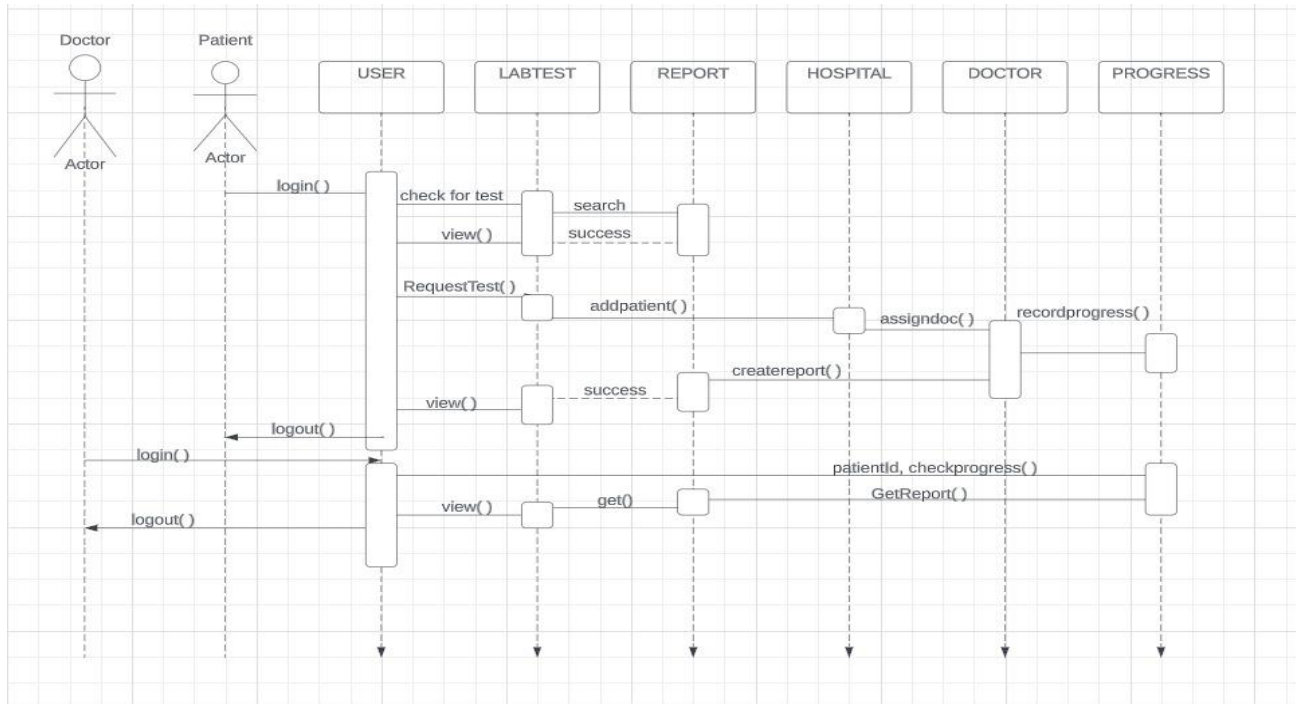 Doctor
Patient
USER
LABTEST
REPORT
HOSPITAL
DOCTOR
PROGRESS
Actor
Actor
login( )
check for test
search
view( )
success
RequestTest( )
addpatient( )
assigndoc( )
recordprogress( )
createreport( )
success
view( )
logout( )
login( )
patientId, checkprogress( )
GetReport( )
get()
view( )
logout( )